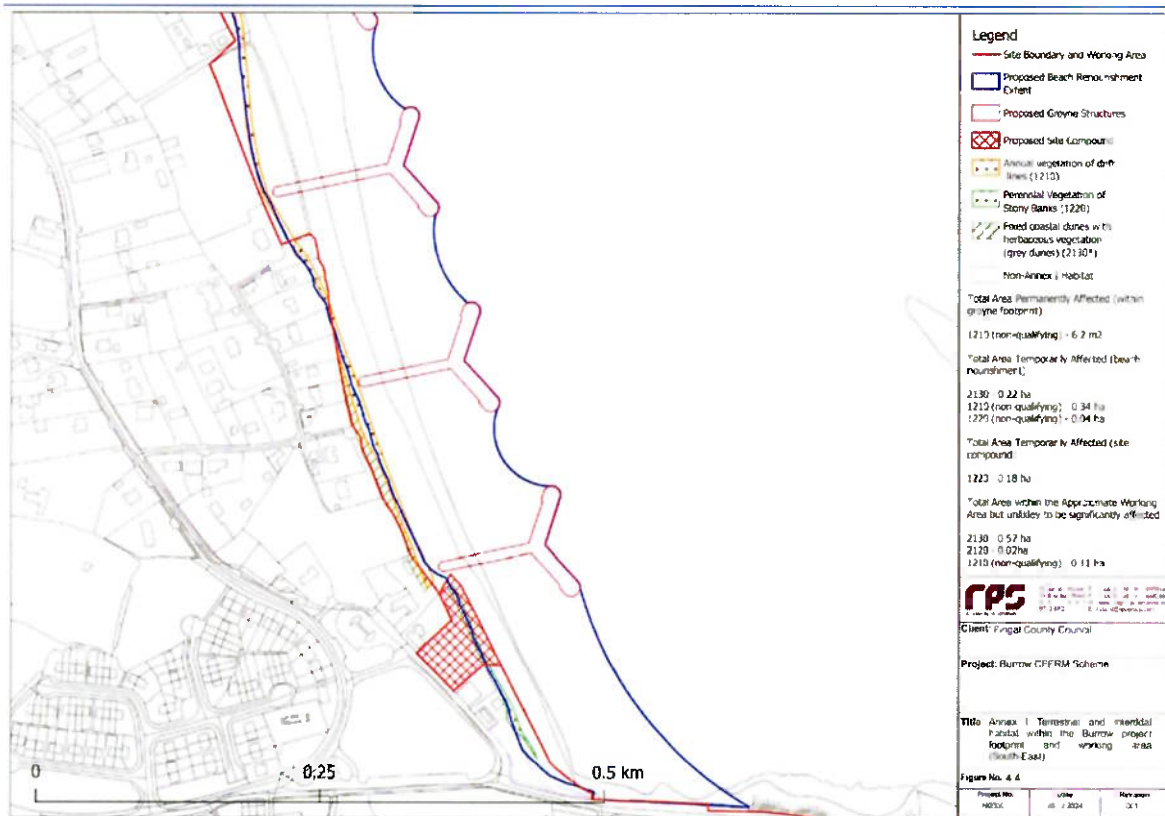 Legend
Site Boundary and Working Area
Proposed Beach Renourishment
Extent
Proposed Groyne Structures
Proposed Site Compound
Annual vegetation of drift
lines (1210)
Perennial Vegetation of
Stony Banks (1220)
Fixed coastal dunes with
herbaceous vegetation
(grey dunes) (2130*)
Non-Annex I Habitat
Total Area Permanently Affected (within
groyne footprint)
1210 (non-qualifying) - 6.2 m2
Total Area Temporarily Affected (beach
nourishment)
2130 - 0.22 ha
1210 (non-qualifying) 0.34 ha
1220 (non-qualifying) - 0.04 ha
Total Area Temporarily Affected (site
compound
1220 0.18 ha
Total Area within the Approximate Working
Area but unlikely to be significantly affected
2130 0.57 ha
2120 0.02ha
1210 (non-qualifying) 0.11 ha
rps
Client: Fingal County Council
Project: Burrow CFERM Scheme
Title Annex I Terrestrial and intertidal
habitat within the Burrow project
footprint and working area
(South-East)
Figure No. 4.4
Project No. Date Revision
0 0,25 0.5 km